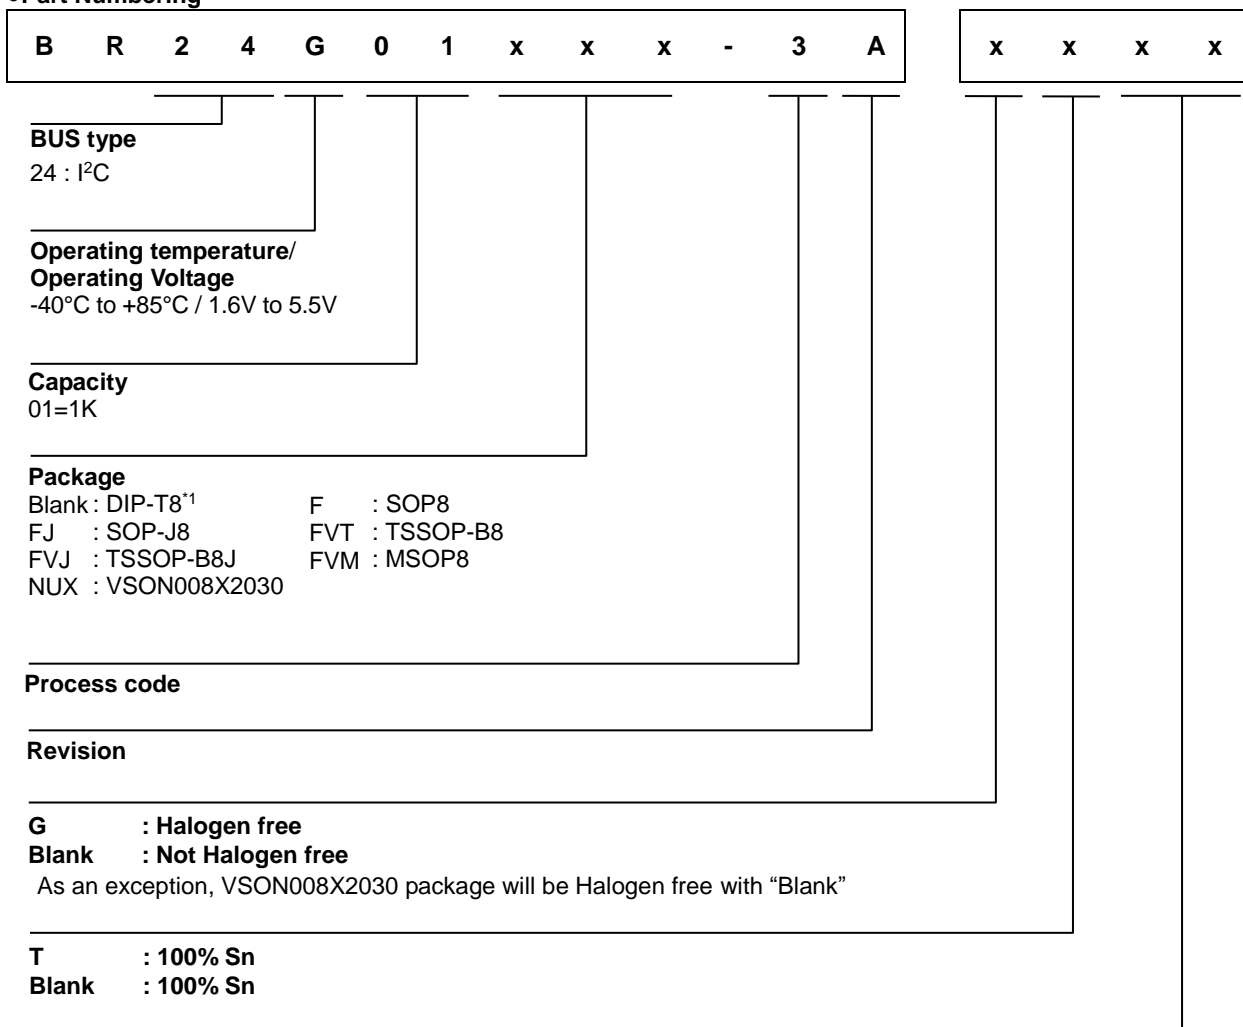 B R 2 4 G 0 1 x x x - 3 A x x x x
BUS type
24 : I²C
Operating temperature/
Operating Voltage
-40°C to +85°C / 1.6V to 5.5V
Capacity
01=1K
Package
Blank : DIP-T8*1 F : SOP8
FJ : SOP-J8 FVT : TSSOP-B8
FVJ : TSSOP-B8J FVM : MSOP8
NUX : VSON008X2030
Process code
Revision
G : Halogen free
Blank : Not Halogen free
As an exception, VSON008X2030 package will be Halogen free with “Blank”
T : 100% Sn
Blank : 100% Sn